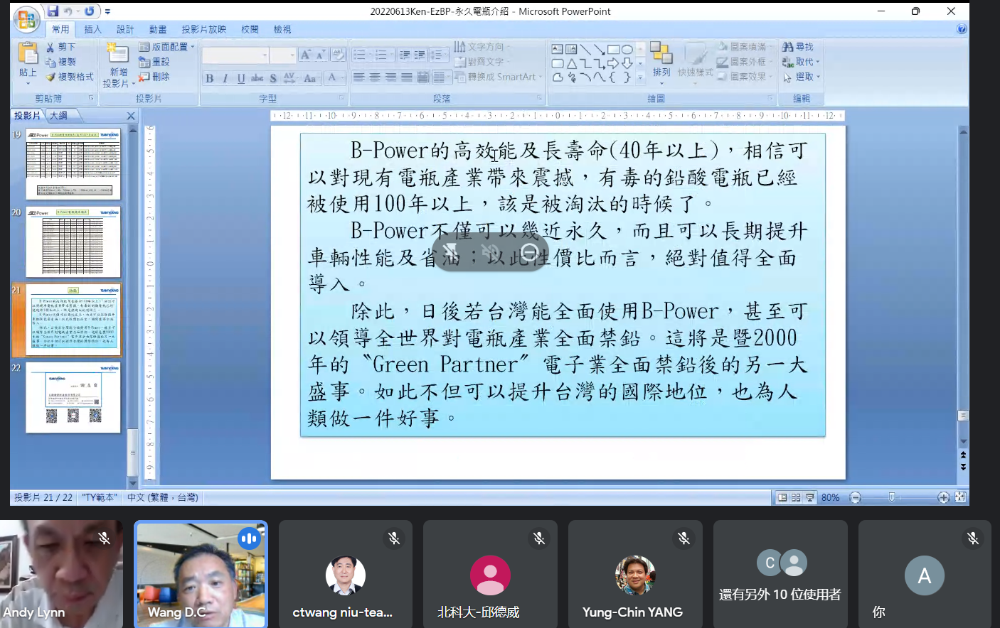 20220613Ken-EzBP-永久電瓶介紹 - Microsoft PowerPoint
常用 插入 設計 動畫 投影片放映 校閱 檢視
貼上
剪下
複製
複製格式
剪貼簿
新增
投影片
版面配置
重設
刪除
投影片
字型
文字方向
對齊文字
轉換成 SmartArt
段落
排列
快速樣式
圖案填滿
圖案外框
圖案效果
繪圖
尋找
取代
選取
編輯
投影片 大綱
19
20
21
22
B-Power的高效能及長壽命(40年以上)，相信可
以對現有電瓶產業帶來震撼，有毒的鉛酸電瓶已經
被使用100年以上，該是被淘汰的時候了。
B-Power不僅可以幾近永久，而且可以長期提升
車輛性能及省油；以此性價比而言，絕對值得全面
導入。
除此，日後若台灣能全面使用B-Power，甚至可
以領導全世界對電瓶產業全面禁鉛。這將是暨2000
年的〝Green Partner〞電子業全面禁鉛後的另一大
盛事。如此不但可以提升台灣的國際地位，也為人
類做一件好事。
投影片 21 / 22 "TY範本" 中文 (繁體，台灣)
80%
Andy Lynn
Wang D.C
ctwang niu-tea...
北科大-邱德威
Yung-Chin YANG
C
還有另外 10 位使用者
A
你